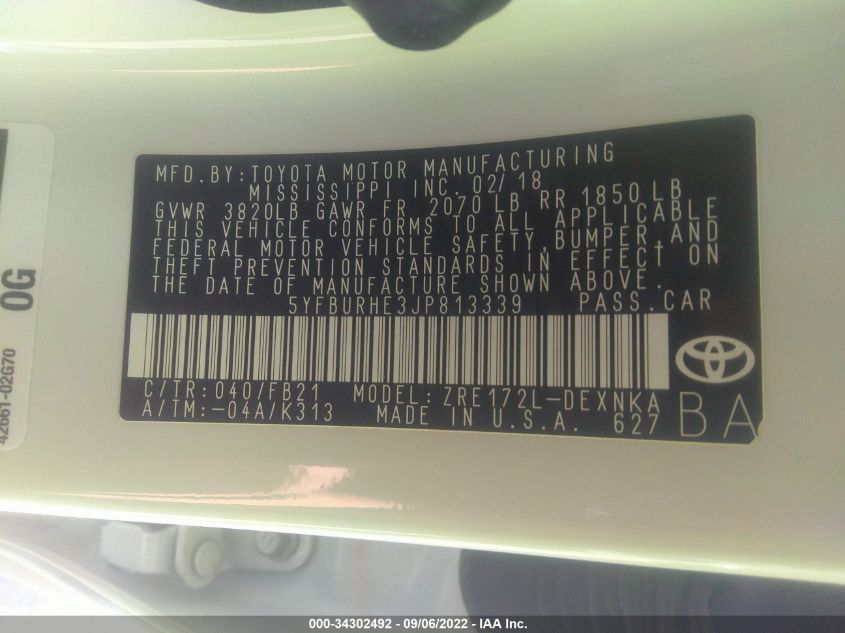 MFD.BY:TOYOTA MOTOR MANUFACTURING
MISSISSIPPI INC. 02/18
GVWR 3820LB GAWR FR 2070 LB RR 1850 LB
THIS VEHICLE CONFORMS TO ALL APPLICABLE
FEDERAL MOTOR VEHICLE SAFETY,BUMPER,AND
THEFT PREVENTION STANDARDS IN EFFECT ON
THE DATE OF MANUFACTURE SHOWN ABOVE.
5YFBURHE3JP813339 PASS.CAR
C/TR:040/FB21 MODEL:ZRE172L-DEXNKA
A/TM:-04A/K313 MADE IN U.S.A. 627
BA
0G
42661-02G70
000-34302492 - 09/06/2022 - IAA Inc.